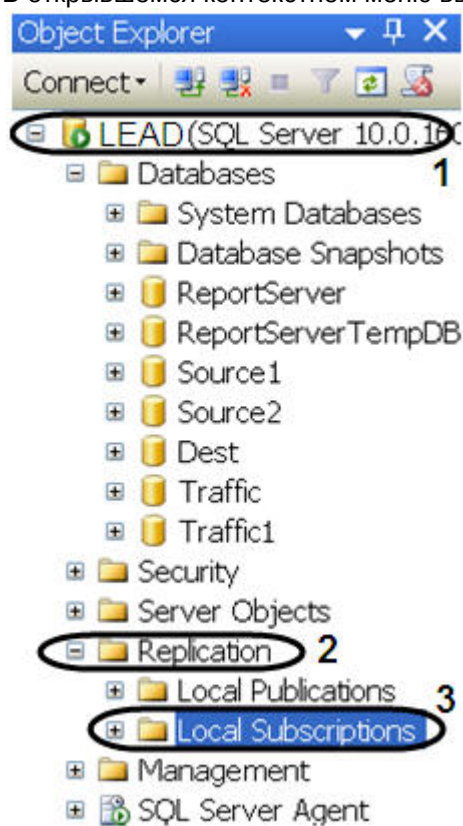 Object Explorer
Connect
LEAD (SQL Server 10.0.160
1
Databases
System Databases
Database Snapshots
ReportServer
ReportServerTempDB
Source1
Source2
Dest
Traffic
Traffic1
Security
Server Objects
Replication 2
Local Publications
3
Local Subscriptions
Management
SQL Server Agent